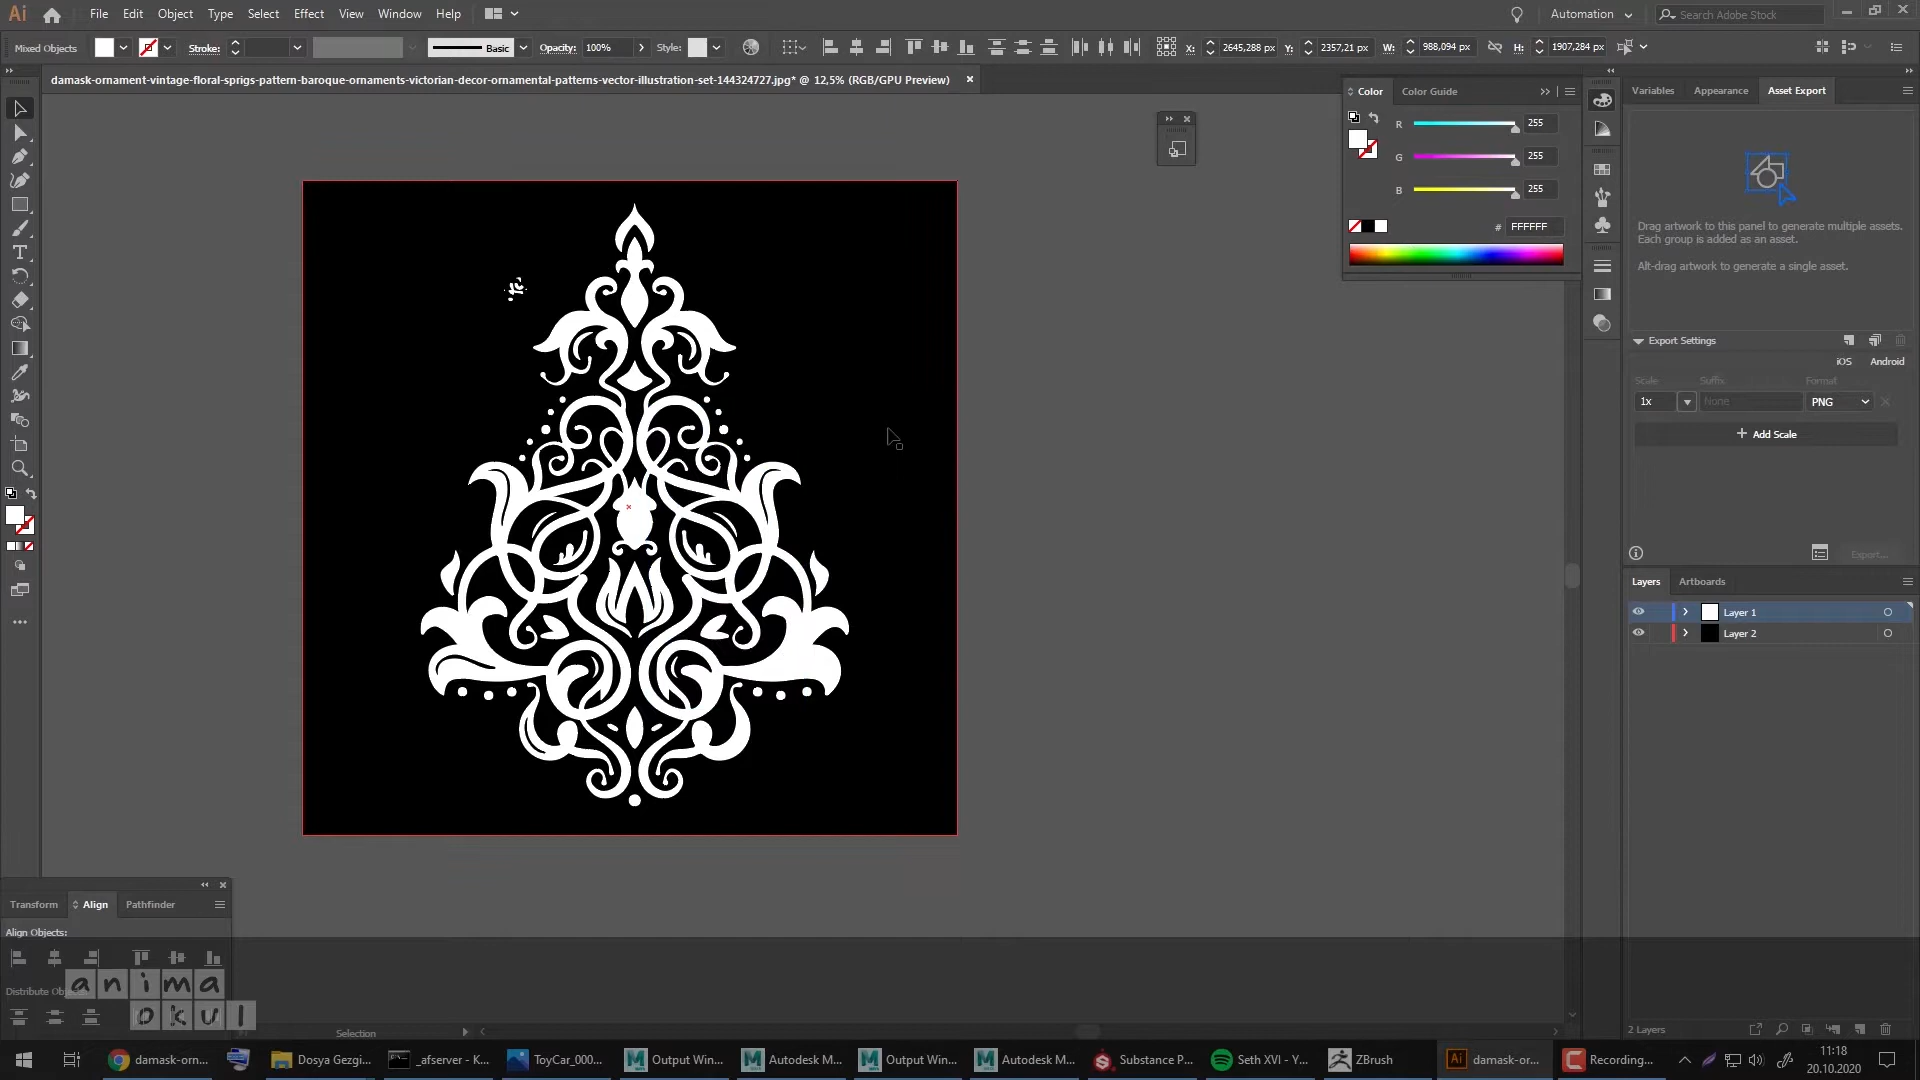 Ai File Edit Object Type Select Effect View Window Help Automation Search Adobe Stock
Mixed Objects Stroke: Basic Opacity: 100% Style: X: 2645,288 px Y: 2357,21 px W: 988,094 px H: 1907,284 px
damask-ornament-vintage-floral-sprigs-pattern-baroque-ornaments-victorian-decor-ornamental-patterns-vector-illustration-set-144324727.jpg* @ 12,5% (RGB/GPU Preview)
Color Color Guide
R 255
G 255
B 255
# FFFFFF
Variables Appearance Asset Export
Drag artwork to this panel to generate multiple assets.
Each group is added as an asset.
Alt-drag artwork to generate a single asset.
Export Settings
iOS Android
Scale Suffix Format
1x None PNG
+ Add Scale
Export...
Layers Artboards
Layer 1
Layer 2
2 Layers
Transform Align Pathfinder
Align Objects:
Distribute Obje
anima
okul
Selection
damask-orn... Dosya Gezgi... _afserver - K... ToyCar_000... Output Win... Autodesk M... Output Win... Autodesk M... Substance P... Seth XVI - Y... ZBrush Ai damask-or... Recording...
11:18
20.10.2020